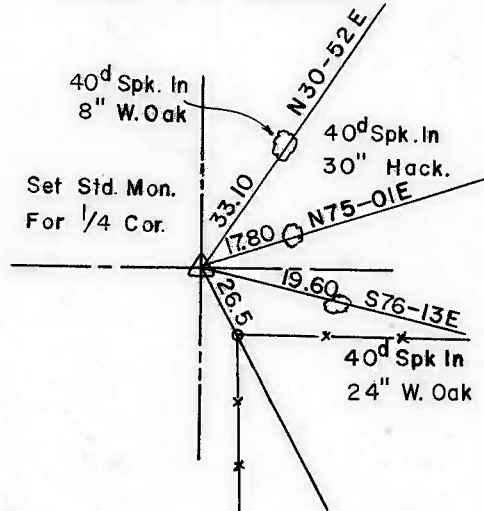 40d Spk. In
8" W. Oak
N30-52E
40d Spk. In
30" Hack.
Set Std. Mon.
For 1/4 Cor.
33.10
17.80
N75-01E
19.60
S76-13E
26.5
40d Spk In
24" W. Oak